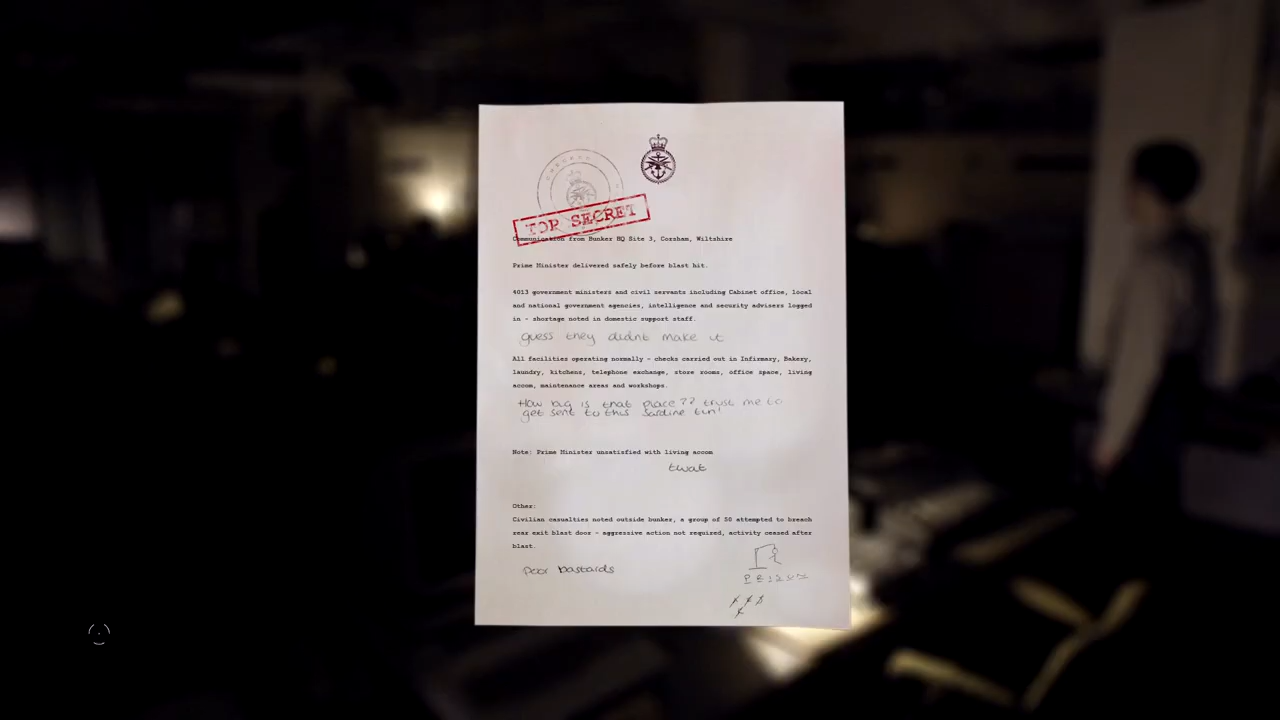 TOP SECRET
Communication from Bunker HQ Site 3, Corsham, Wiltshire
Prime Minister delivered safely before blast hit.
4013 government ministers and civil servants including Cabinet office, local
and national government agencies, intelligence and security advisers logged
in - shortage noted in domestic support staff.
guess they didnt make it
All facilities operating normally - checks carried out in Infirmary, Bakery,
laundry, kitchens, telephone exchange, store rooms, office space, living
accom, maintenance areas and workshops.
How big is that place?? trust me to
get sent to this sardine tin!
Note: Prime Minister unsatisfied with living accom
twat
Other:
Civilian casualties noted outside bunker, a group of 50 attempted to breach
rear exit blast door - aggressive action not required, activity ceased after
blast.
Poor bastards